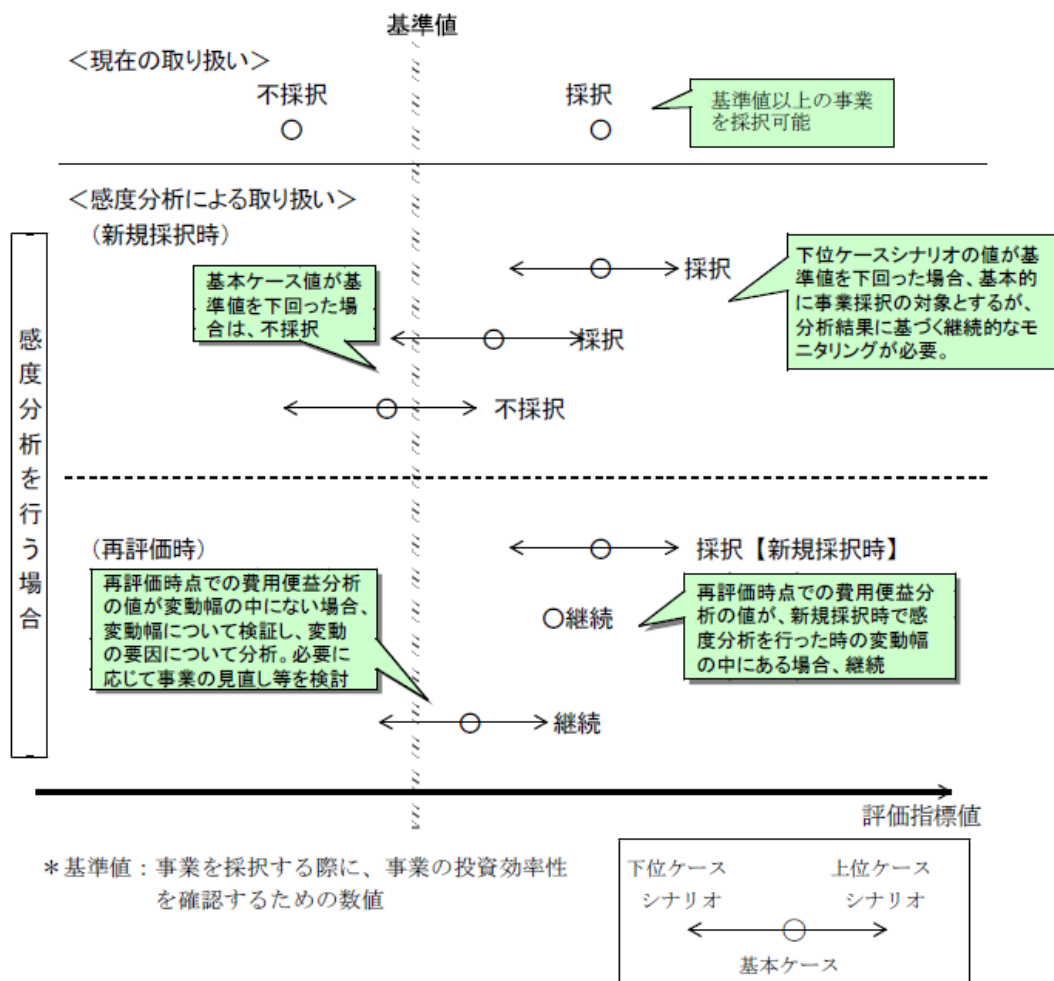 基準値
<現在の取り扱い>
不採択
採択
基準値以上の事業
を採択可能
<感度分析による取り扱い>
(新規採択時)
感度分析を行う場合
基本ケース値が基
準値を下回った場
合は、不採択
採択
下位ケースシナリオの値が
基準値を下回った場合、基本的
に事業採択の対象とするが、
分析結果に基づく継続的なモ
ニタリングが必要。
採択
不採択
(再評価時)
採択【新規採択時】
再評価時点での費用便益分析
の値が変動幅の中にない場合、
変動幅について検証し、変動
の要因について分析。必要に
応じて事業の見直し等を検討
継続
再評価時点での費用便益分
析の値が、新規採択時で感
度分析を行った時の変動幅
の中にある場合、継続
継続
評価指標値
*基準値:事業を採択する際に、事業の投資効率性
を確認するための数値
下位ケース
シナリオ
上位ケース
シナリオ
基本ケース